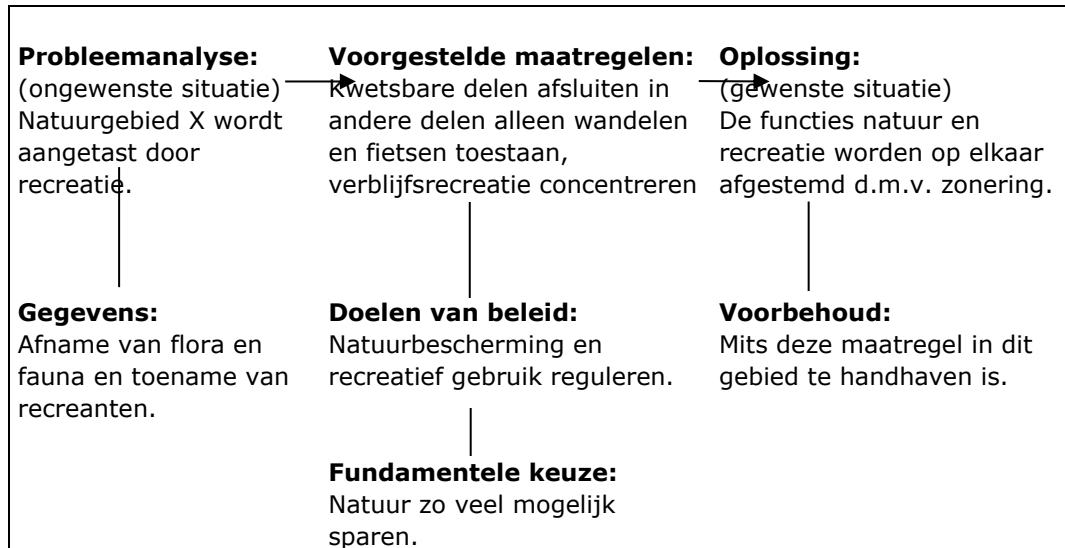 Probleemanalyse:
(ongewenste situatie)
Natuurgebied X wordt
aangetast door
recreatie.
Voorgestelde maatregelen:
Kwetsbare delen afsluiten in
andere delen alleen wandelen
en fietsen toestaan,
verblijfsrecreatie concentreren
Oplossing:
(gewenste situatie)
De functies natuur en
recreatie worden op elkaar
afgestemd d.m.v. zonering.
Gegevens:
Afname van flora en
fauna en toename van
recreanten.
Doelen van beleid:
Natuurbescherming en
recreatief gebruik reguleren.
Voorbehoud:
Mits deze maatregel in dit
gebied te handhaven is.
Fundamentele keuze:
Natuur zo veel mogelijk
sparen.